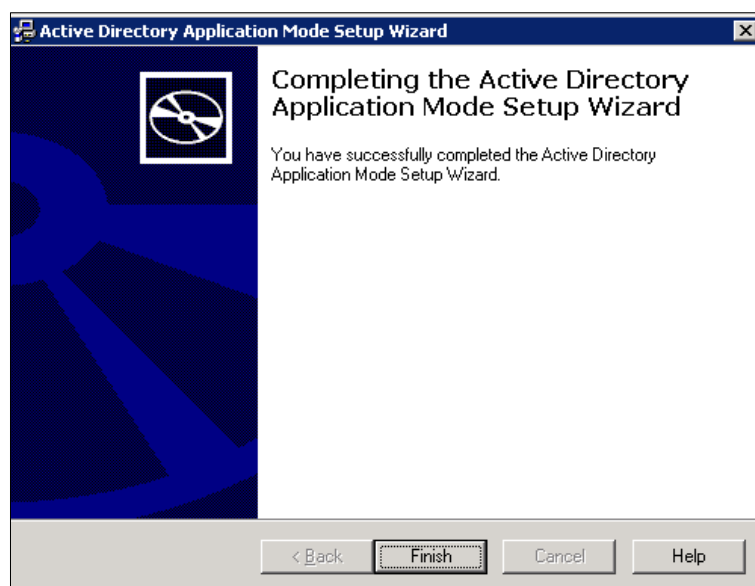 Active Directory Application Mode Setup Wizard
Completing the Active Directory
Application Mode Setup Wizard
You have successfully completed the Active Directory
Application Mode Setup Wizard.
< Back
Finish
Cancel
Help